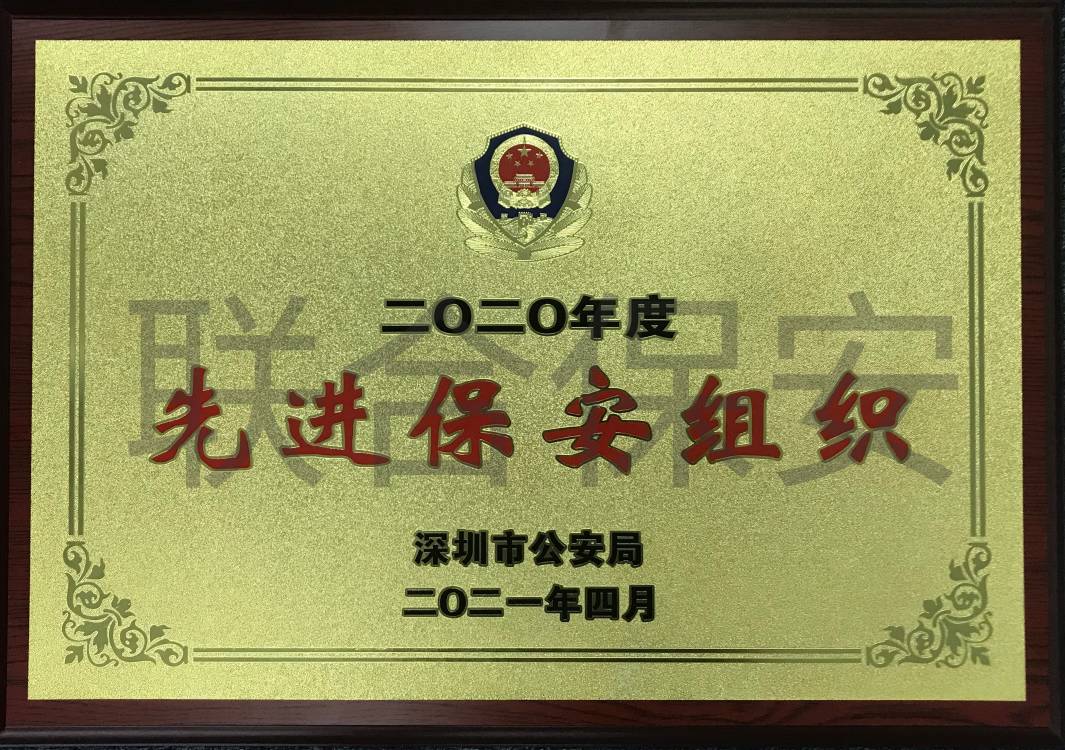 二〇二〇年度
联合保安
先进保安组织
深圳市公安局
二〇二一年四月